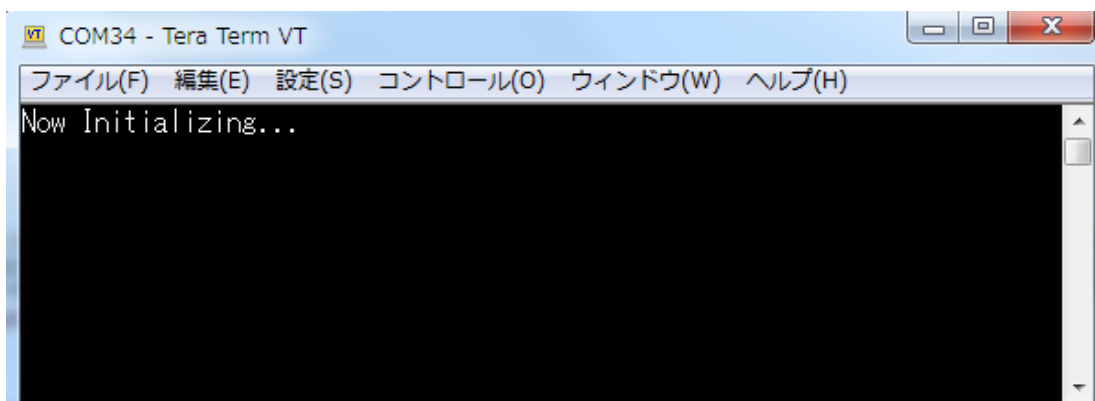 VT COM34 - Tera Term VT
ファイル(F) 編集(E) 設定(S) コントロール(O) ウィンドウ(W) ヘルプ(H)
Now Initializing...